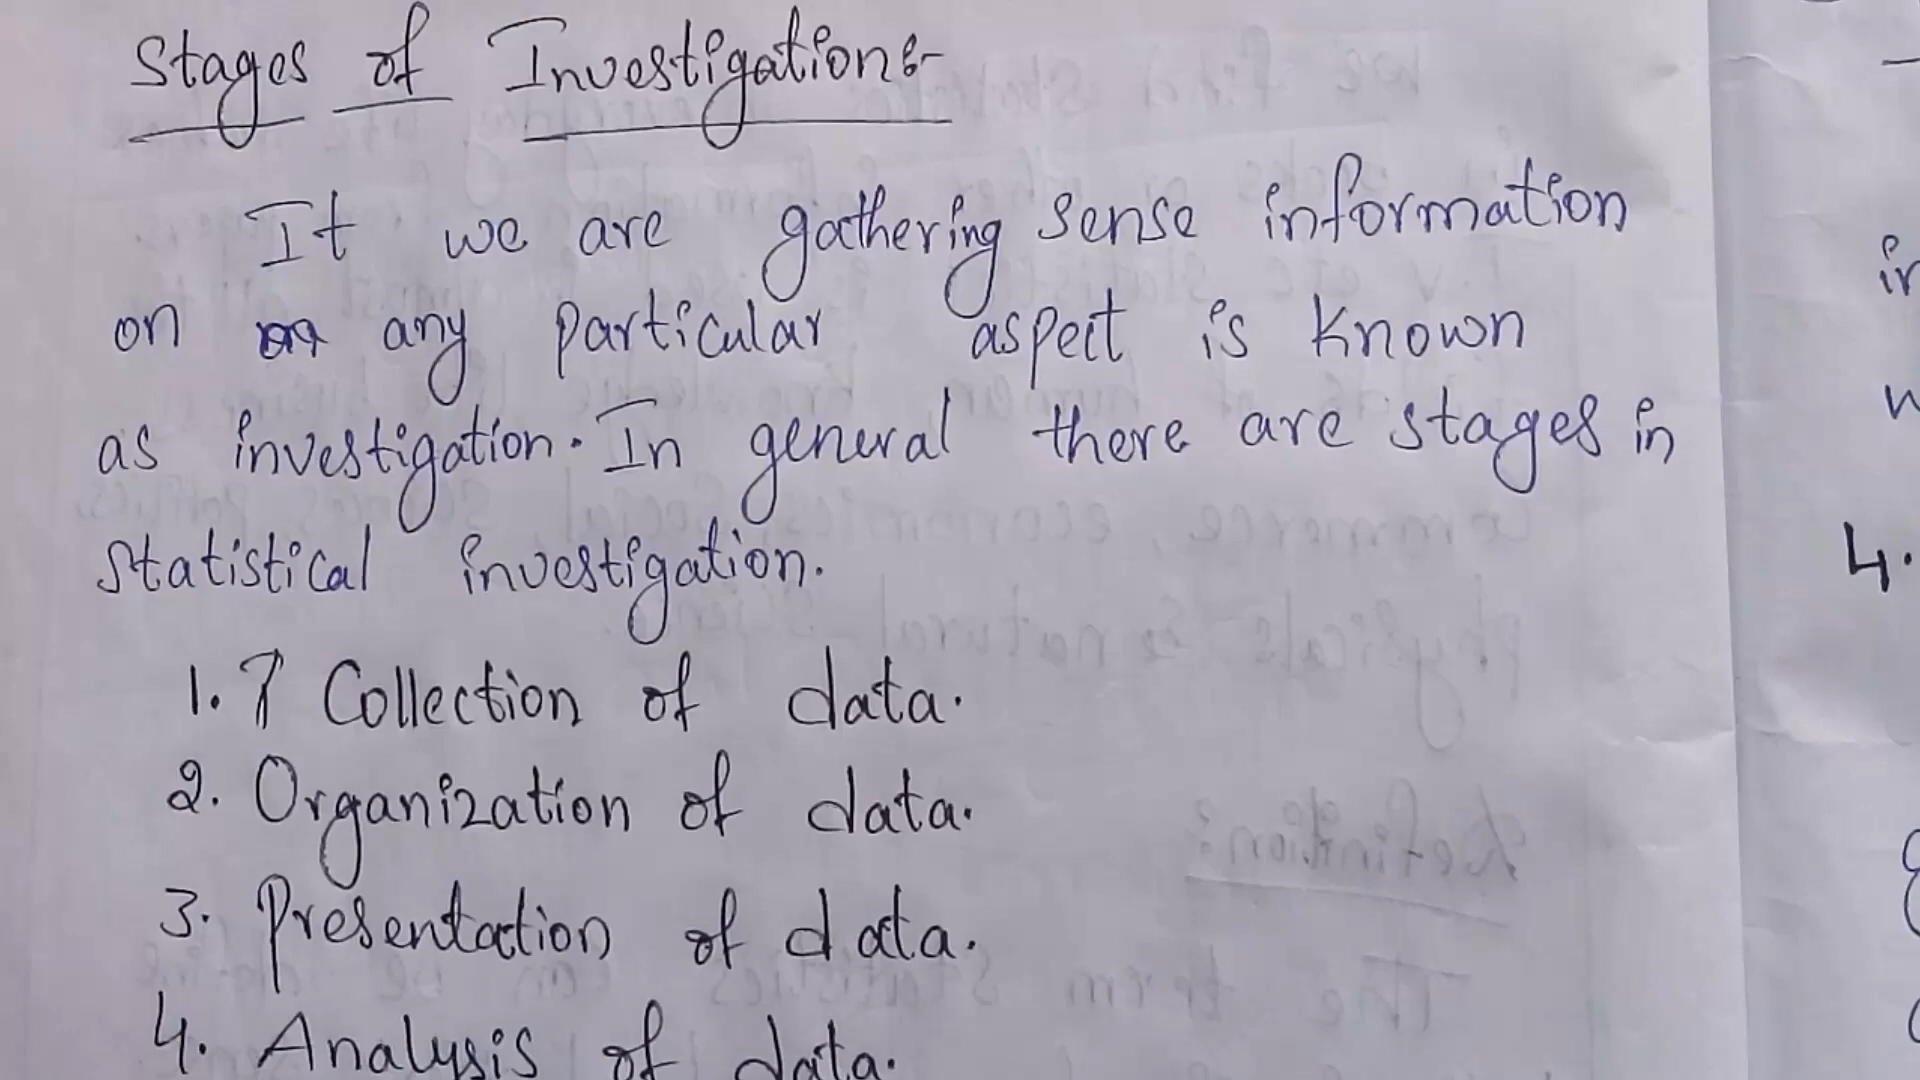 Stages of Investigation:-
It we are gathering sense information
on any particular aspect is known
as investigation. In general there are stages in
Statistical investigation.
1. Collection of data.
2. Organization of data.
3. Presentation of data.
4. Analysis of data.
4.